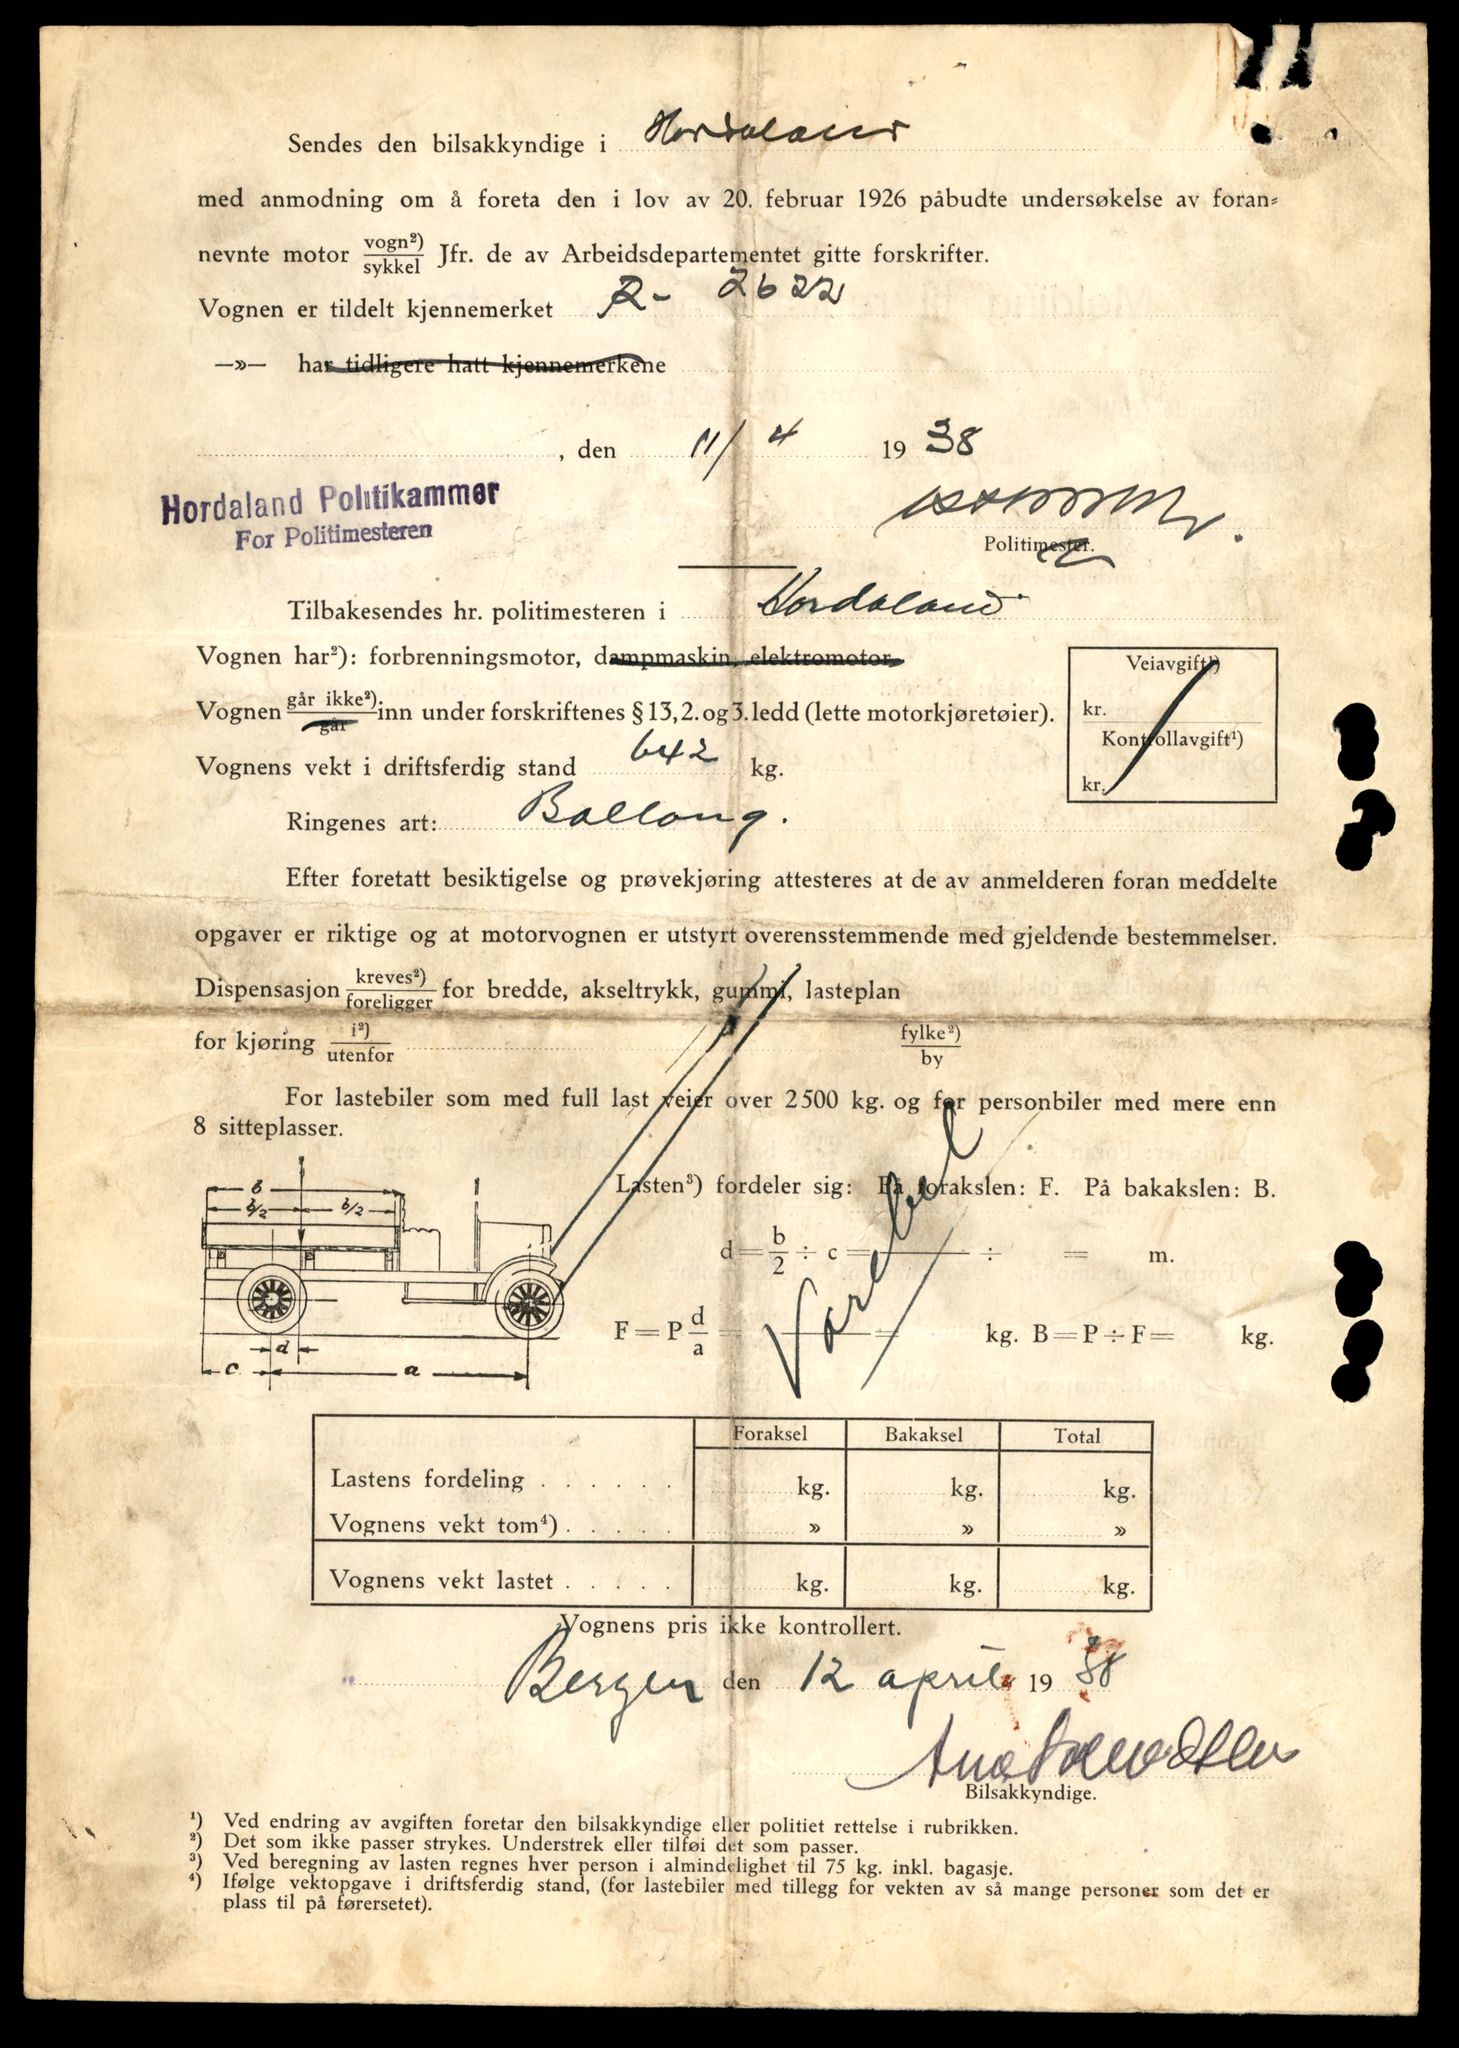 Sendes den bilsakkyndige i Hordaland
med anmodning om å foreta den i lov av 20. februar 1926 påbudte undersøkelse av foran=
nevnte motor vogn²)/sykkel Jfr. de av Arbeidsdepartementet gitte forskrifter.
Vognen er tildelt kjennemerket R- 2622
—»— har tidligere hatt kjennemerkene
, den 11/4 1938
Hordaland Politikammer
For Politimesteren
Politimester.
Tilbakesendes hr. politimesteren i Hordaland.
Vognen har²): forbrenningsmotor, dampmaskin, elektromotor.
Vognen går ikke²)/går inn under forskriftenes § 13, 2. og 3. ledd (lette motorkjøretøier).
Veiavgift¹)
kr.
Kontrollavgift¹)
kr.
Vognens vekt i driftsferdig stand 642 kg.
Ringenes art: Ballong.
Efter foretatt besiktigelse og prøvekjøring attesteres at de av anmelderen foran meddelte
opgaver er riktige og at motorvognen er utstyrt overensstemmende med gjeldende bestemmelser.
Dispensasjon kreves²)/foreligger for bredde, akseltrykk, gummi, lasteplan
for kjøring i²)/utenfor fylke²)/by
For lastebiler som med full last veier over 2500 kg. og for personbiler med mere enn
8 sitteplasser.
Lasten³) fordeler sig: På forakslen: F. På bakakslen: B.
b
b/2 b/2
d = b/2 ÷ c = ÷ = m.
F = P d/a = = kg. B = P ÷ F = kg.
d
c a
Varebil
Foraksel Bakaksel Total
Lastens fordeling . . . . . . kg. kg. kg.
Vognens vekt tom⁴) . . . . . » » »
Vognens vekt lastet . . . . . kg. kg. kg.
Vognens pris ikke kontrollert.
Bergen den 12 april 1938
Bilsakkyndige.
¹) Ved endring av avgiften foretar den bilsakkyndige eller politiet rettelse i rubrikken.
²) Det som ikke passer strykes. Understrek eller tilføi det som passer.
³) Ved beregning av lasten regnes hver person i almindelighet til 75 kg. inkl. bagasje.
⁴) Ifølge vektopgave i driftsferdig stand, (for lastebiler med tillegg for vekten av så mange personer som det er
plass til på førersetet).